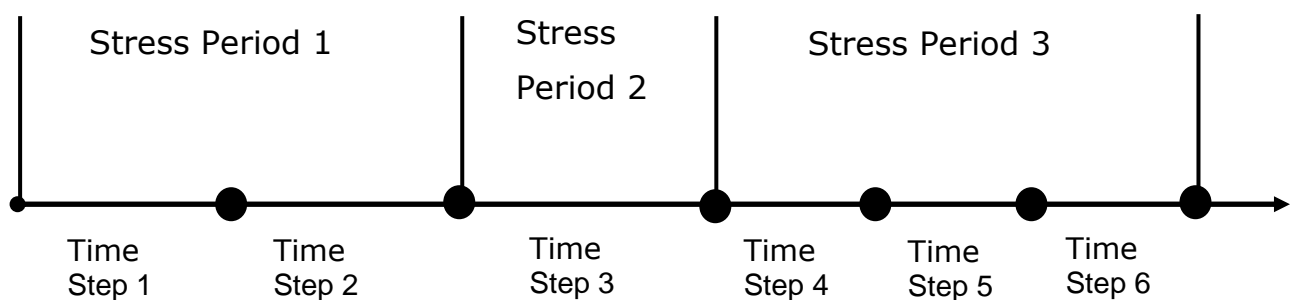 Stress Period 1
Stress
Period 2
Stress Period 3
Time
Step 1
Time
Step 2
Time
Step 3
Time
Step 4
Time
Step 5
Time
Step 6